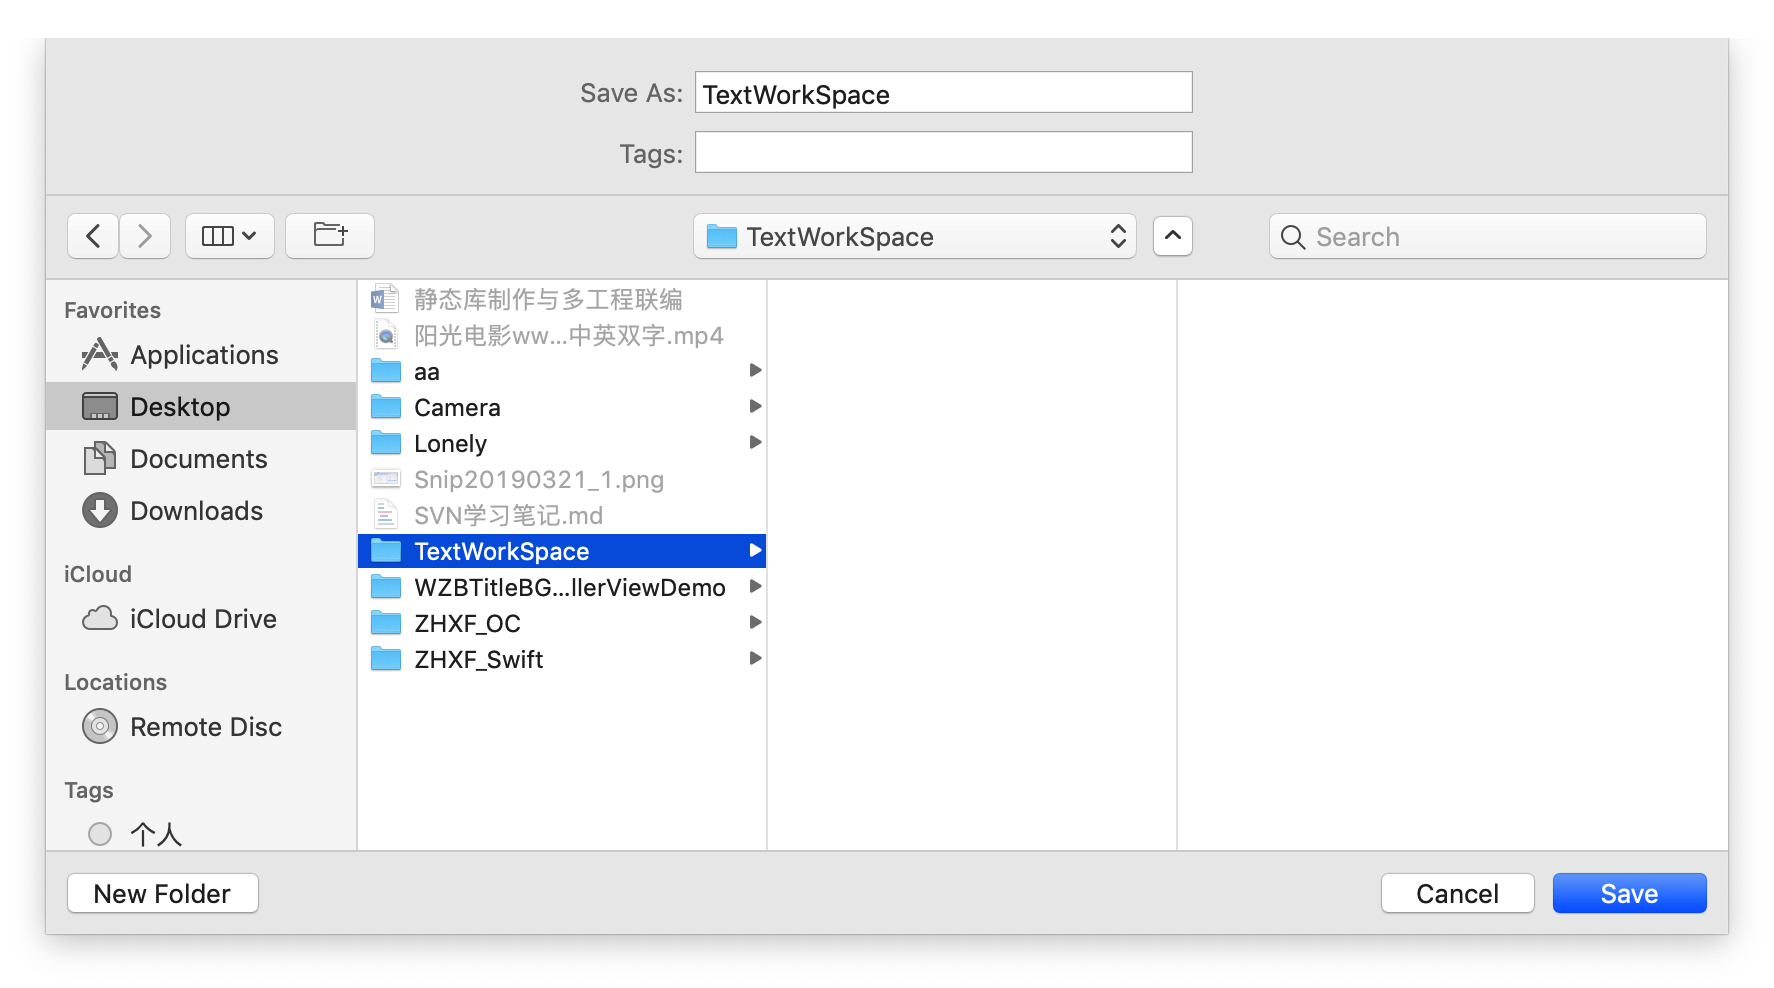 Save As: TextWorkSpace
Tags:
TextWorkSpace
Search
Favorites
Applications
Desktop
Documents
Downloads
iCloud
iCloud Drive
Locations
Remote Disc
Tags
个人
静态库制作与多工程联编
阳光电影ww...中英双字.mp4
aa
Camera
Lonely
Snip20190321_1.png
SVN学习笔记.md
TextWorkSpace
WZBTitleBG...llerViewDemo
ZHXF_OC
ZHXF_Swift
New Folder
Cancel
Save